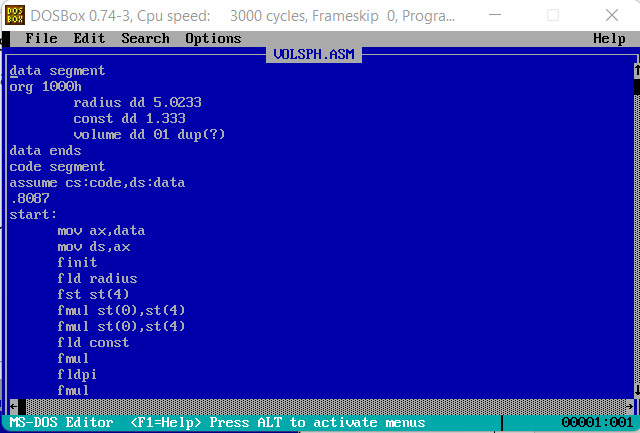 DOSBox 0.74-3, Cpu speed: 3000 cycles, Frameskip 0, Progra...
File Edit Search Options Help
VOLSPH.ASM
data segment
org 1000h
radius dd 5.0233
const dd 1.333
volume dd 01 dup(?)
data ends
code segment
assume cs:code,ds:data
.8087
start:
mov ax,data
mov ds,ax
finit
fld radius
fst st(4)
fmul st(0),st(4)
fmul st(0),st(4)
fld const
fmul
fldpi
fmul
MS-DOS Editor <F1=Help> Press ALT to activate menus 00001:001